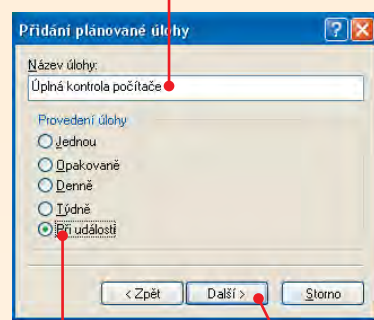 Přidání plánované úlohy
Název úlohy:
Úplná kontrola počítače
Provedení úlohy
Jednou
Opakovaně
Denně
Týdně
Při události
< Zpět Další > Storno